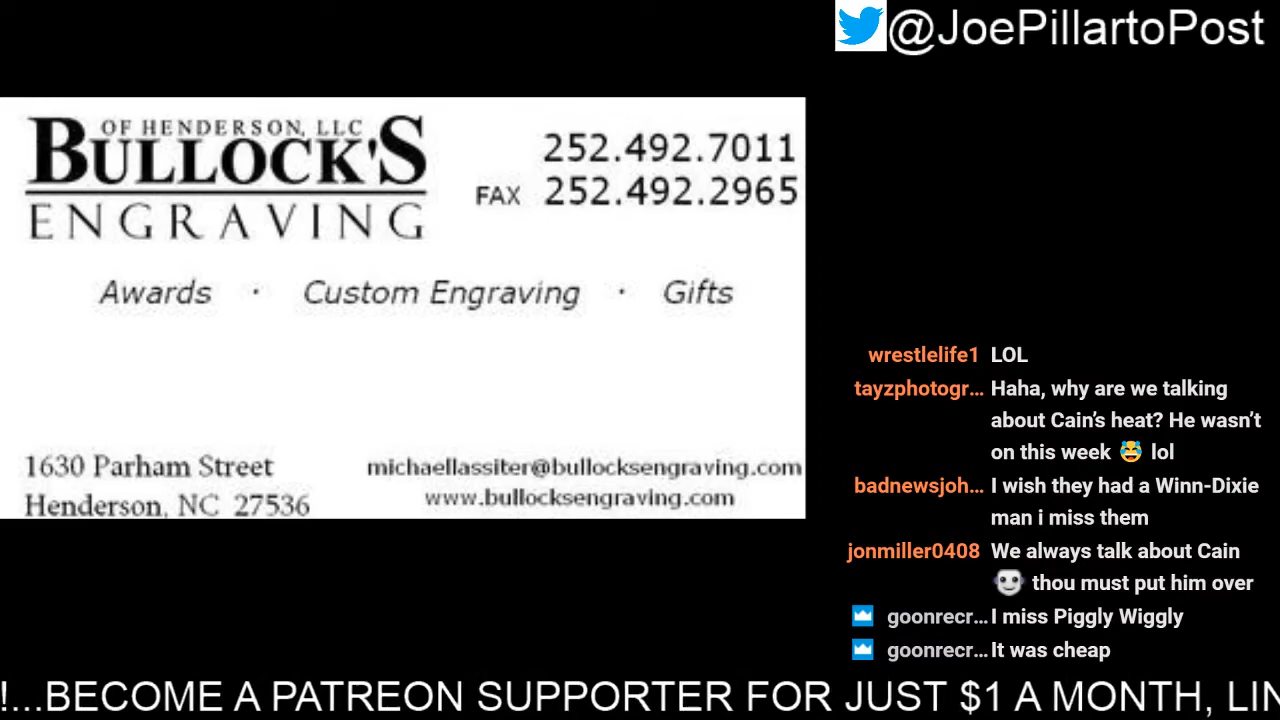 @JoePillartoPost
OF HENDERSON, LLC
BULLOCK'S
ENGRAVING
252.492.7011
FAX 252.492.2965
Awards · Custom Engraving · Gifts
1630 Parham Street
Henderson, NC 27536
michaellassiter@bullocksengraving.com
www.bullocksengraving.com
wrestlelife1 LOL
tayzphotogr... Haha, why are we talking
about Cain's heat? He wasn't
on this week 😂 lol
badnewsjoh... I wish they had a Winn-Dixie
man i miss them
jonmiller0408 We always talk about Cain
thou must put him over
goonrecr... I miss Piggly Wiggly
goonrecr... It was cheap
!...BECOME A PATREON SUPPORTER FOR JUST $1 A MONTH, LIN